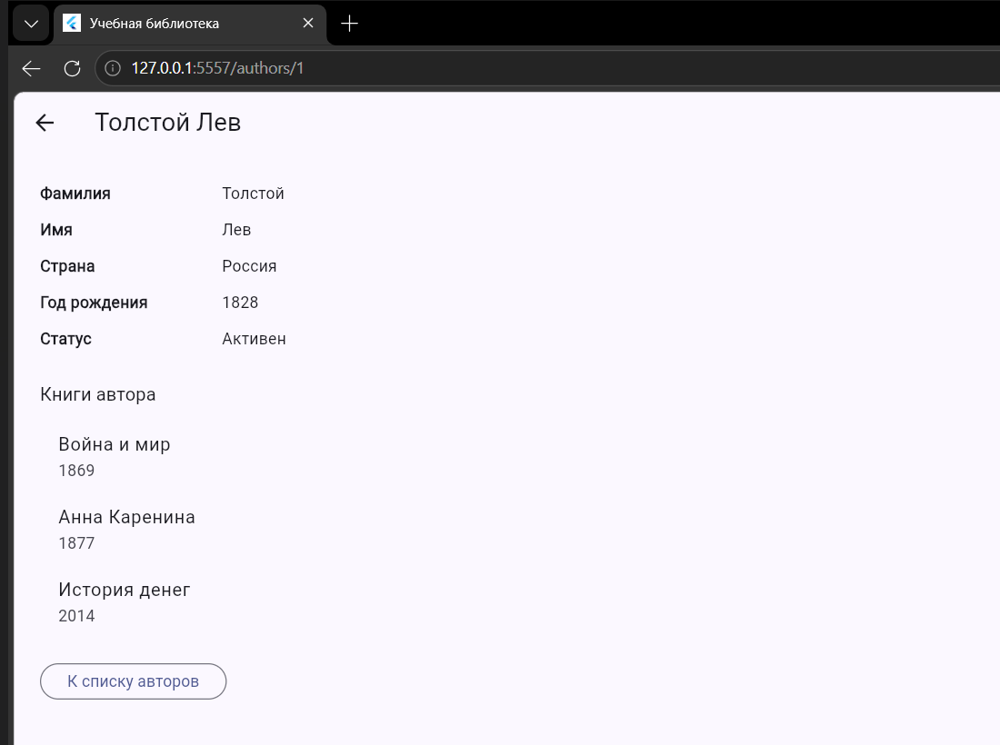 Учебная библиотека
127.0.0.1:5557/authors/1
Толстой Лев
Фамилия Толстой
Имя Лев
Страна Россия
Год рождения 1828
Статус Активен
Книги автора
Война и мир
1869
Анна Каренина
1877
История денег
2014
К списку авторов